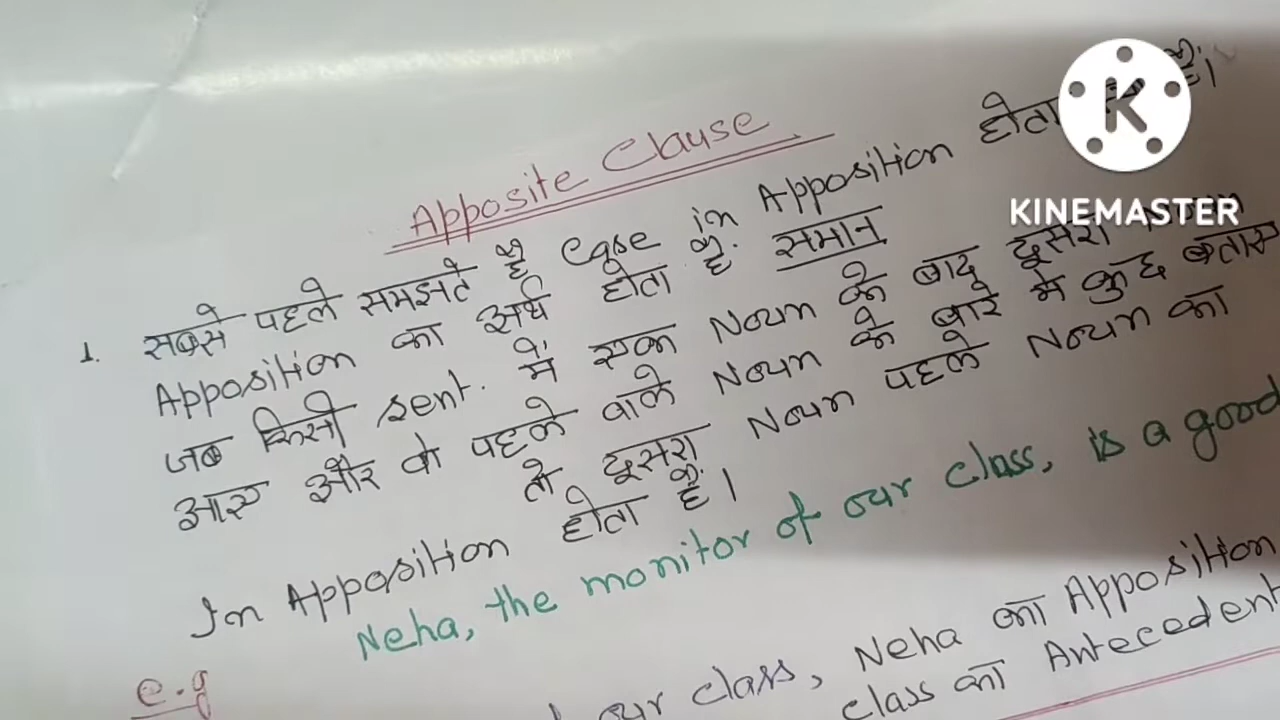 Apposite Clause
1. सबसे पहले समझते है Case in Apposition होता है।
Apposition का अर्थ होता है समान
जब किसी sent. में एक Noun के बाद दूसरा
आए और वो पहले वाले Noun के बारे में कुछ बताए
तो दूसरा Noun पहले Noun का
In Apposition होता है।
e.g Neha, the monitor of our class, is a good
our class, Neha का Apposition
class का Antecedent
KINEMASTER